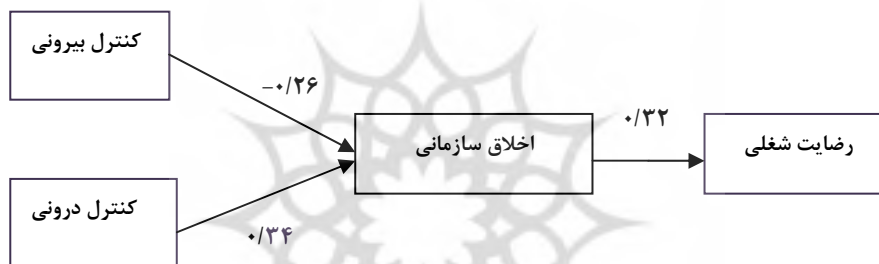 کنترل بیرونی
-۰/۲۶
اخلاق سازمانی
۰/۳۲
رضایت شغلی
کنترل درونی
۰/۳۴